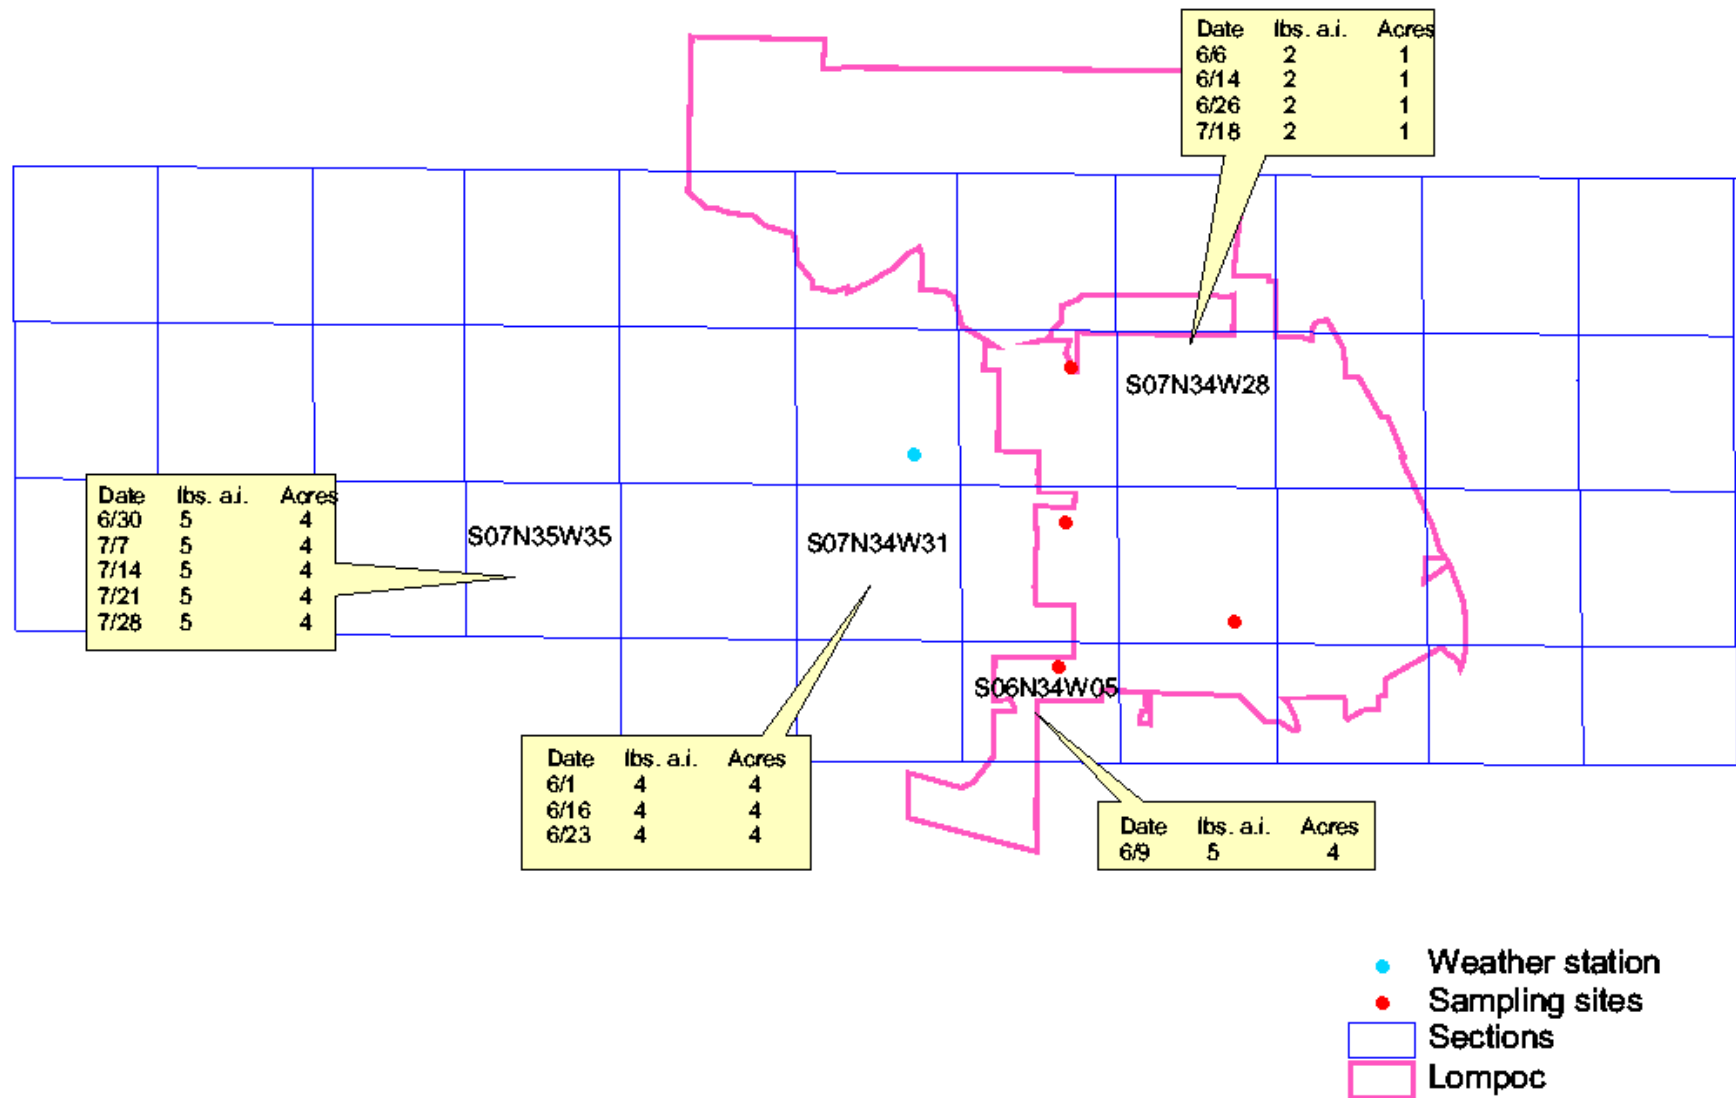 Date lbs. a.i. Acres
6/6 2 1
6/14 2 1
6/26 2 1
7/18 2 1
S07N34W28
Date lbs. a.i. Acres
6/30 5 4
7/7 5 4
7/14 5 4
7/21 5 4
7/28 5 4
S07N35W35
S07N34W31
S06N34W05
Date lbs. a.i. Acres
6/1 4 4
6/16 4 4
6/23 4 4
Date lbs. a.i. Acres
6/9 5 4
Weather station
Sampling sites
Sections
Lompoc